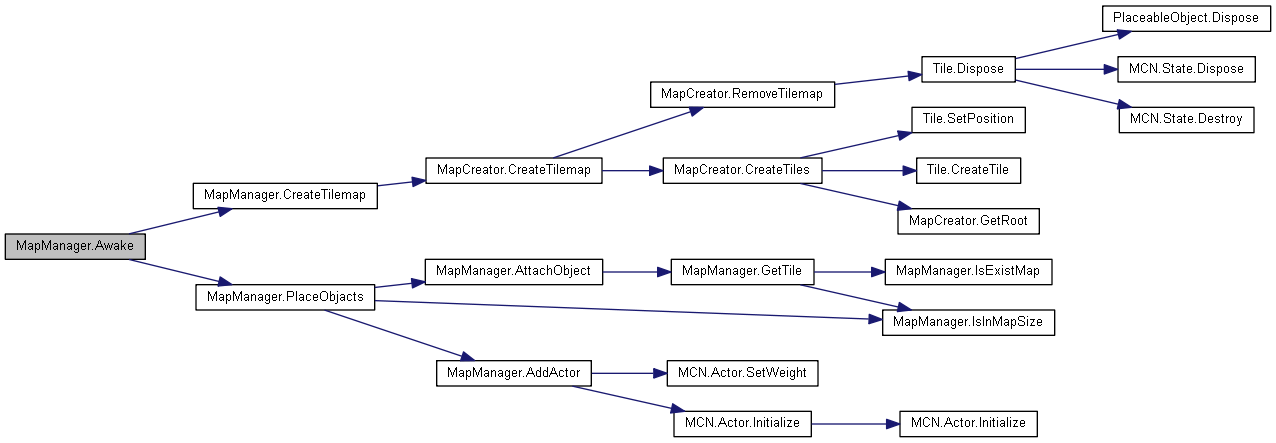 PlaceableObject.Dispose
Tile.Dispose
MCN.State.Dispose
MapCreator.RemoveTilemap
MCN.State.Destroy
Tile.SetPosition
MapCreator.CreateTilemap
MapCreator.CreateTiles
Tile.CreateTile
MapManager.CreateTilemap
MapCreator.GetRoot
MapManager.Awake
MapManager.AttachObject
MapManager.GetTile
MapManager.IsExistMap
MapManager.PlaceObjacts
MapManager.IsInMapSize
MapManager.AddActor
MCN.Actor.SetWeight
MCN.Actor.Initialize
MCN.Actor.Initialize